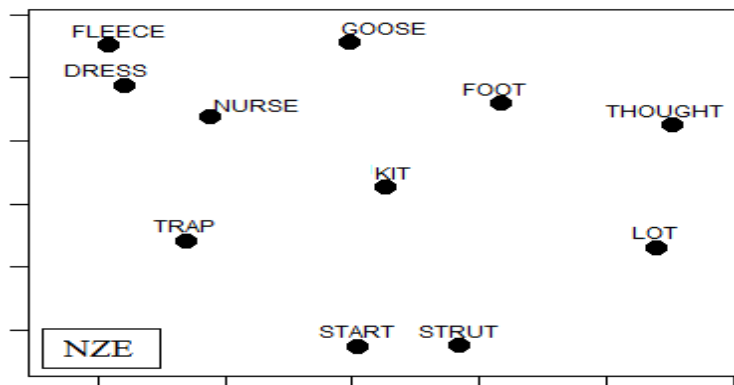 FLEECE
GOOSE
DRESS
NURSE
FOOT
THOUGHT
KIT
TRAP
LOT
START
STRUT
NZE